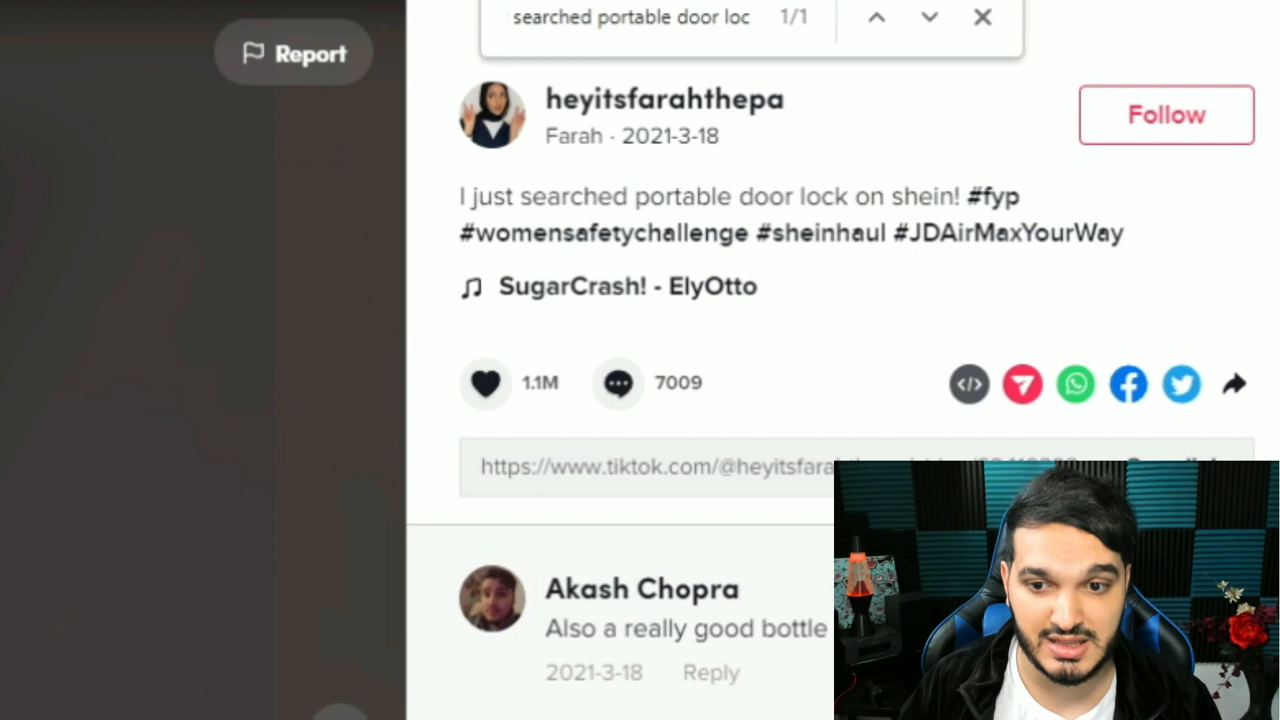 searched portable door loc 1/1
Report
heyitsfarahthepa
Farah · 2021-3-18
Follow
I just searched portable door lock on shein! #fyp
#womensafetychallenge #sheinhaul #JDAirMaxYourWay
SugarCrash! - ElyOtto
1.1M 7009
https://www.tiktok.com/@heyitsfarah
Akash Chopra
Also a really good bottle
2021-3-18 Reply